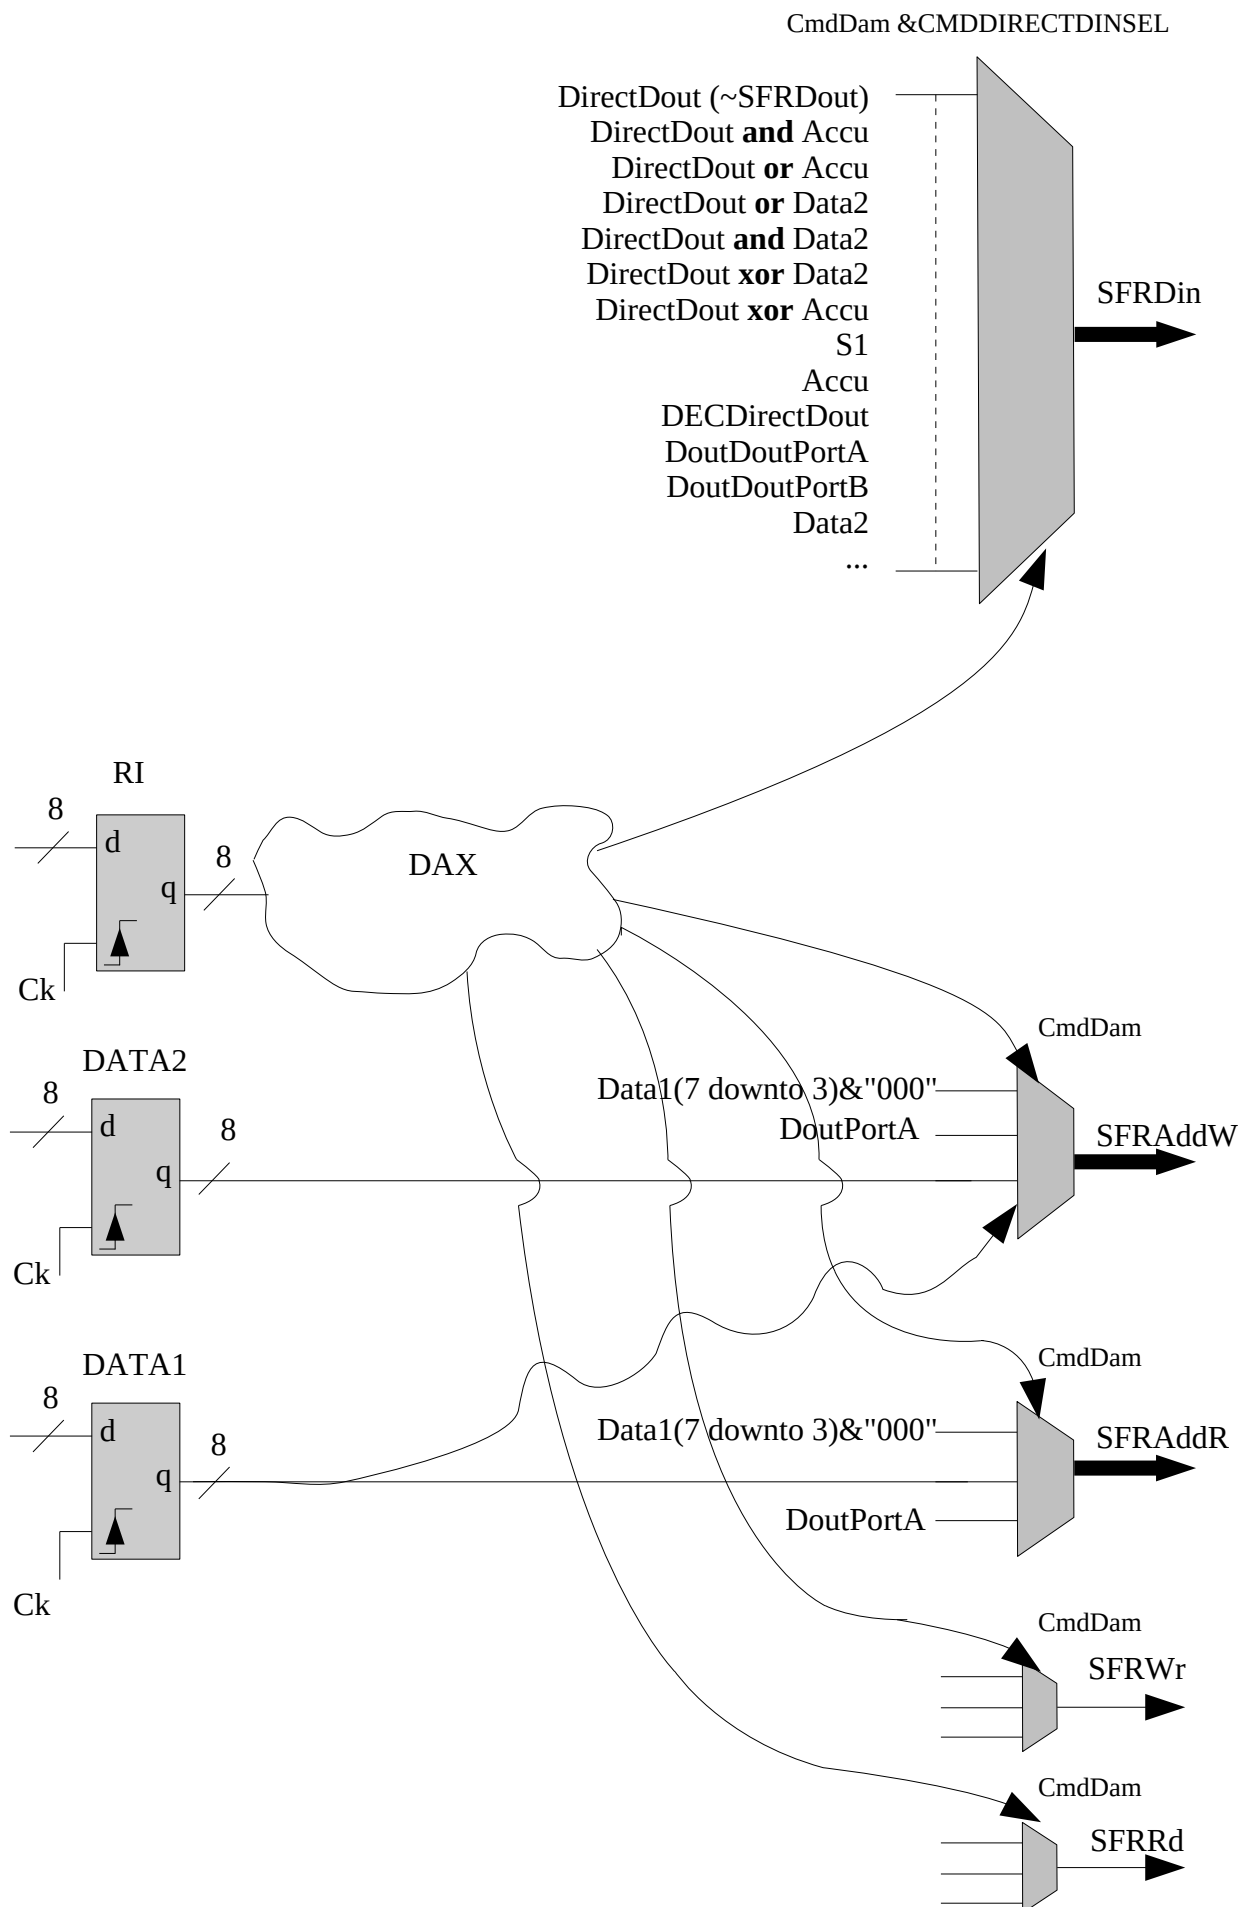 CmdDam &CMDDIRECTDINSEL
DirectDout (~SFRDout)
DirectDout and Accu
DirectDout or Accu
DirectDout or Data2
DirectDout and Data2
DirectDout xor Data2
DirectDout xor Accu
S1
Accu
DECDirectDout
DoutDoutPortA
DoutDoutPortB
Data2
...
SFRDin
RI
8
d
q
8
Ck
DAX
DATA2
8
d
q
8
Ck
CmdDam
Data1(7 downto 3)&"000"
DoutPortA
SFRAddW
DATA1
8
d
q
8
Ck
CmdDam
Data1(7 downto 3)&"000"
DoutPortA
SFRAddR
CmdDam
SFRWr
CmdDam
SFRRd